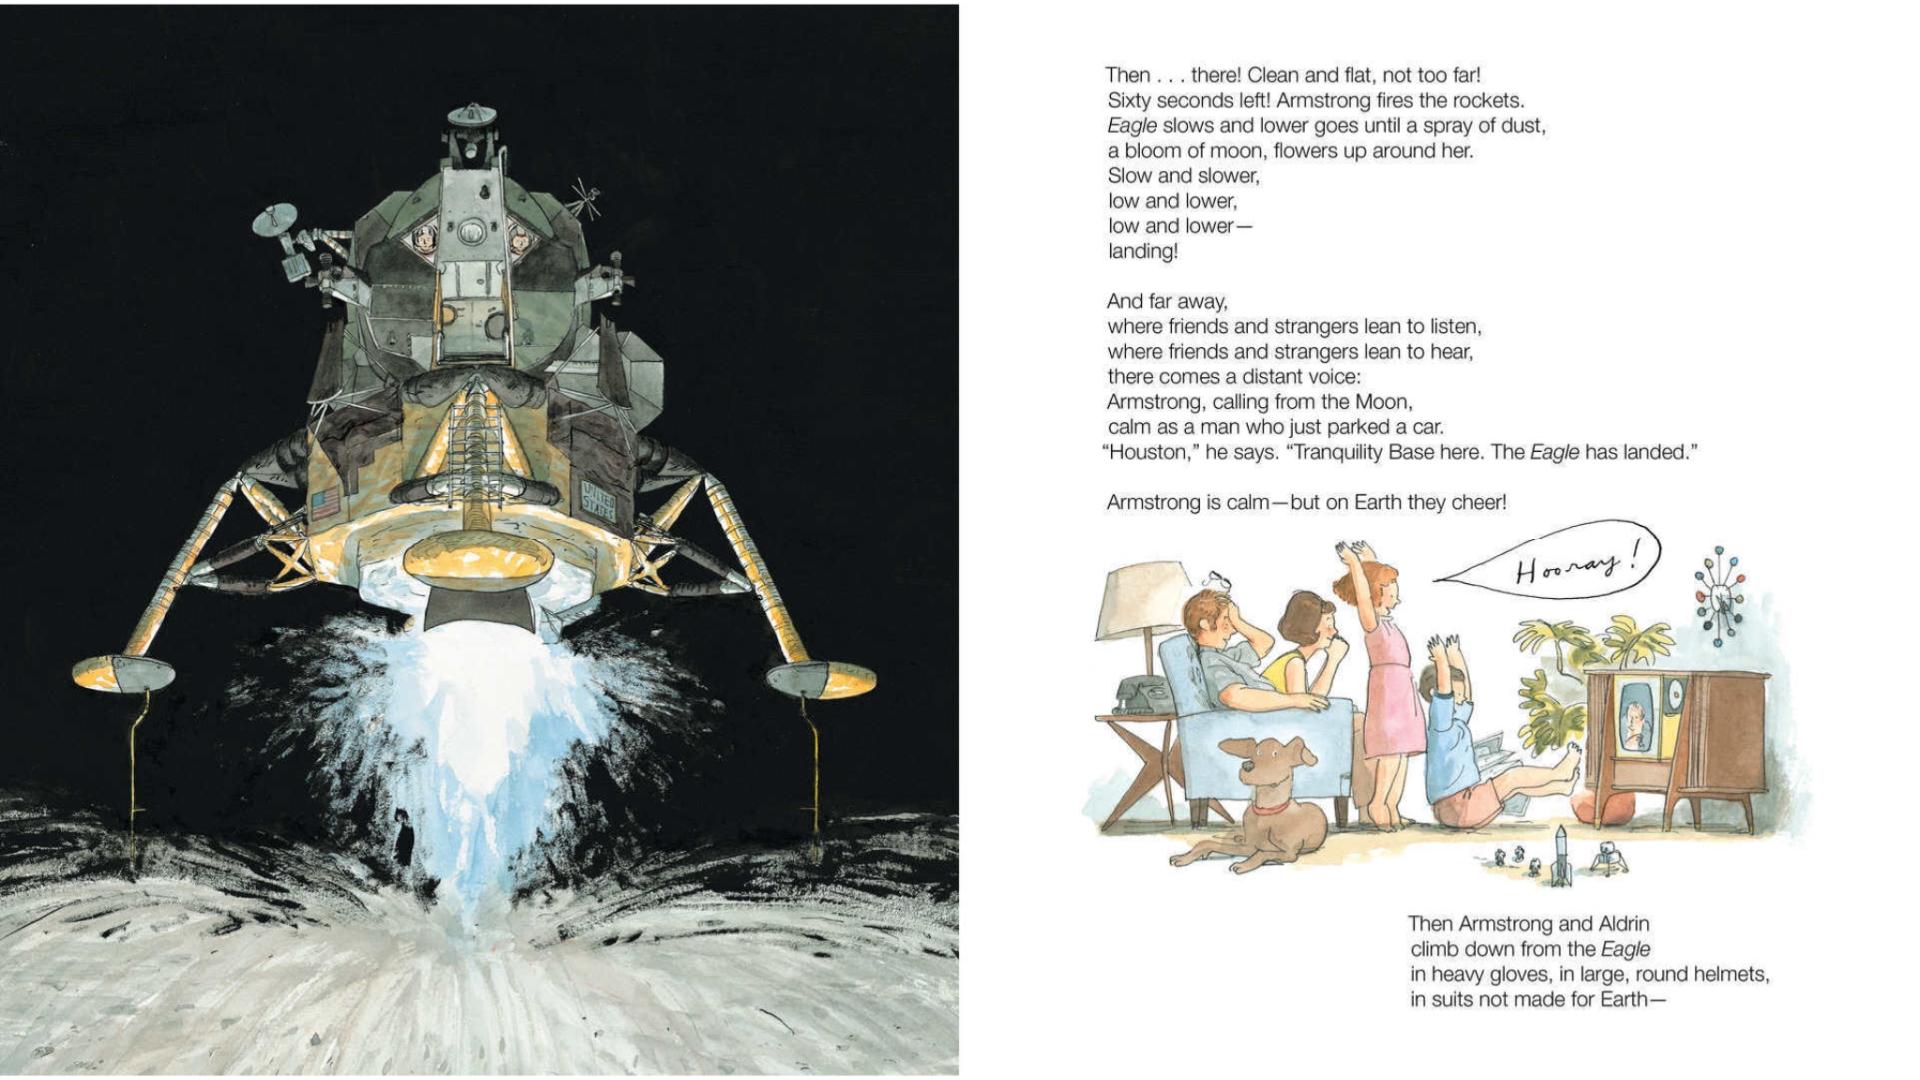 UNITED
STATES
Then . . . there! Clean and flat, not too far!
Sixty seconds left! Armstrong fires the rockets.
Eagle slows and lower goes until a spray of dust,
a bloom of moon, flowers up around her.
Slow and slower,
low and lower,
low and lower—
landing!
And far away,
where friends and strangers lean to listen,
where friends and strangers lean to hear,
there comes a distant voice:
Armstrong, calling from the Moon,
calm as a man who just parked a car.
“Houston,” he says. “Tranquility Base here. The Eagle has landed.”
Armstrong is calm—but on Earth they cheer!
Hooray!
Then Armstrong and Aldrin
climb down from the Eagle
in heavy gloves, in large, round helmets,
in suits not made for Earth—